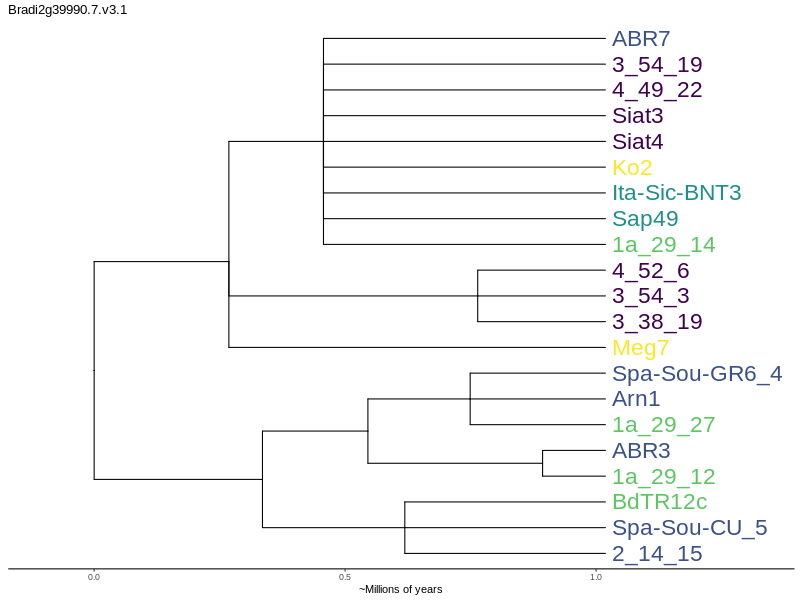 Bradi2g39990.7.v3.1
ABR7
3_54_19
4_49_22
Siat3
Siat4
Ko2
Ita-Sic-BNT3
Sap49
1a_29_14
4_52_6
3_54_3
3_38_19
Meg7
Spa-Sou-GR6_4
Arn1
1a_29_27
ABR3
1a_29_12
BdTR12c
Spa-Sou-CU_5
2_14_15
0.0 0.5 1.0
~Millions of years